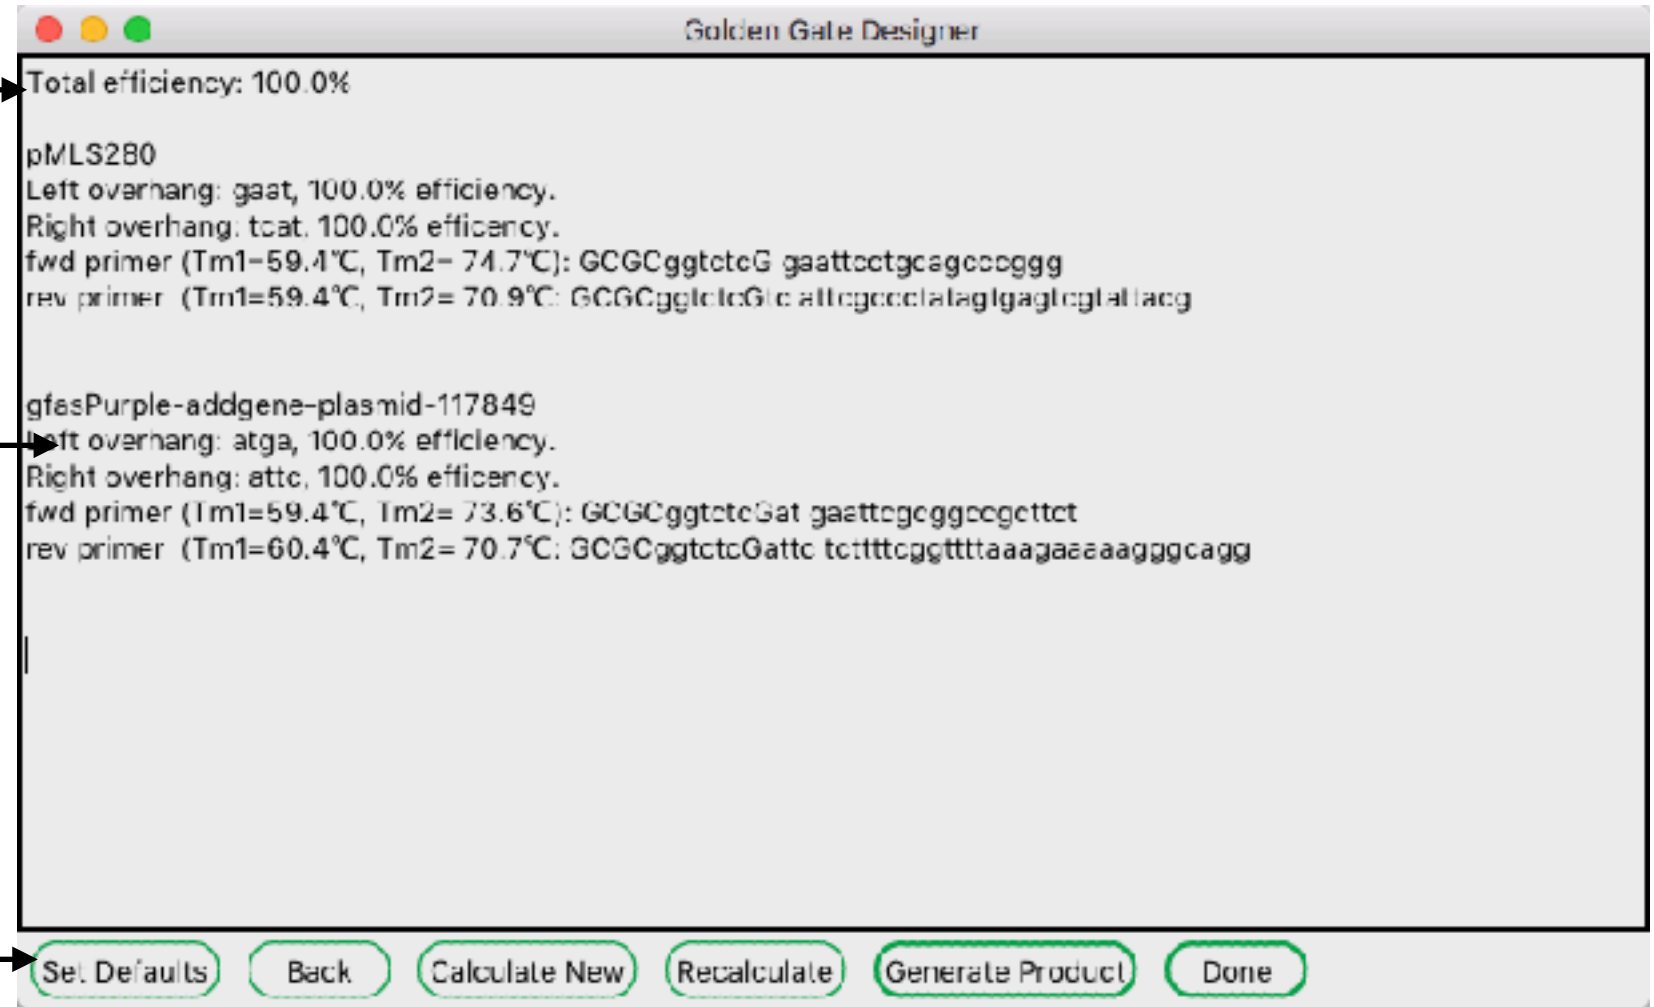 Golden Gate Designer
Total efficiency: 100.0%
pMLS280
Left overhang: gaat, 100.0% efficiency.
Right overhang: tcat, 100.0% efficency.
fwd primer (Tm1=59.4℃, Tm2= 74.7℃): GCGCggtctcG gaattcctgcagcccggg
rev primer (Tm1=59.4℃, Tm2= 70.9℃: GCGCggtctcGtc attcgccctatagtgagtcgtattacg
gfasPurple-addgene-plasmid-117849
Left overhang: atga, 100.0% efficiency.
Right overhang: attc, 100.0% efficency.
fwd primer (Tm1=59.4℃, Tm2= 73.6℃): GCGCggtctcGat gaattcgcggccgcttct
rev primer (Tm1=60.4℃, Tm2= 70.7℃: GCGCggtctcGattc tcttttcggttttaaagaaaaagggcagg
Set Defaults
Back
Calculate New
Recalculate
Generate Product
Done